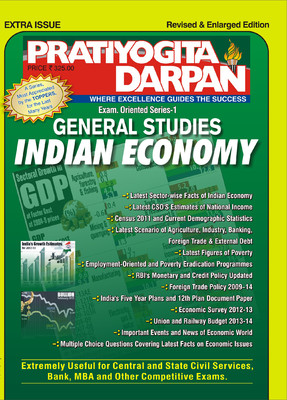 EXTRA ISSUE
Revised & Enlarged Edition
PRATIYOGITA
PRICE ₹ 325.00
DARPAN
A Series,
Most Appreciated
by the TOPPERS
for the Last
Many Years
WHERE EXCELLENCE GUIDES THE SUCCESS
Exam. Oriented Series-1
GENERAL STUDIES
INDIAN ECONOMY
Sectoral Growth in
GDP
Agriculture,
Forestry
& fishing
Latest Sector-wise Facts of Indian Economy
Latest CSO'S Estimates of National Income
Census 2011 and Current Demographic Statistics
Latest Scenario of Agriculture, Industry, Banking,
Foreign Trade & External Debt
Latest Figures of Poverty
India's Growth Estimates
Employment-Oriented and Poverty Eradication Programmes
RBI's Monetary and Credit Policy Updated
Foreign Trade Policy 2009-14
India's Five Year Plans and 12th Plan Document Paper
Economic Survey 2012-13
Union and Railway Budget 2013-14
Important Events and News of Economic World
Multiple Choice Questions Covering Latest Facts on Economic Issues
Extremely Useful for Central and State Civil Services,
Bank, MBA and Other Competitive Exams.